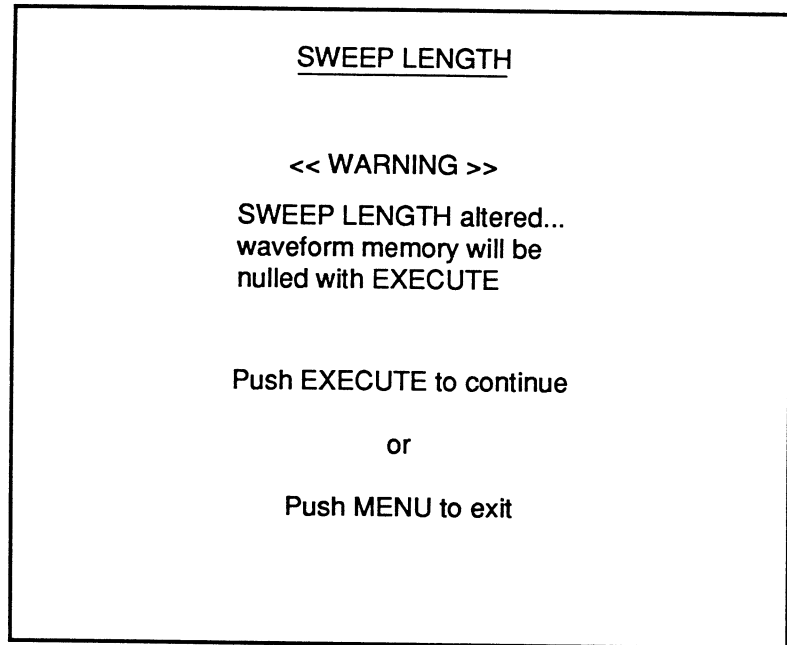 SWEEP LENGTH
<< WARNING >>
SWEEP LENGTH altered...
waveform memory will be
nulled with EXECUTE
Push EXECUTE to continue
or
Push MENU to exit